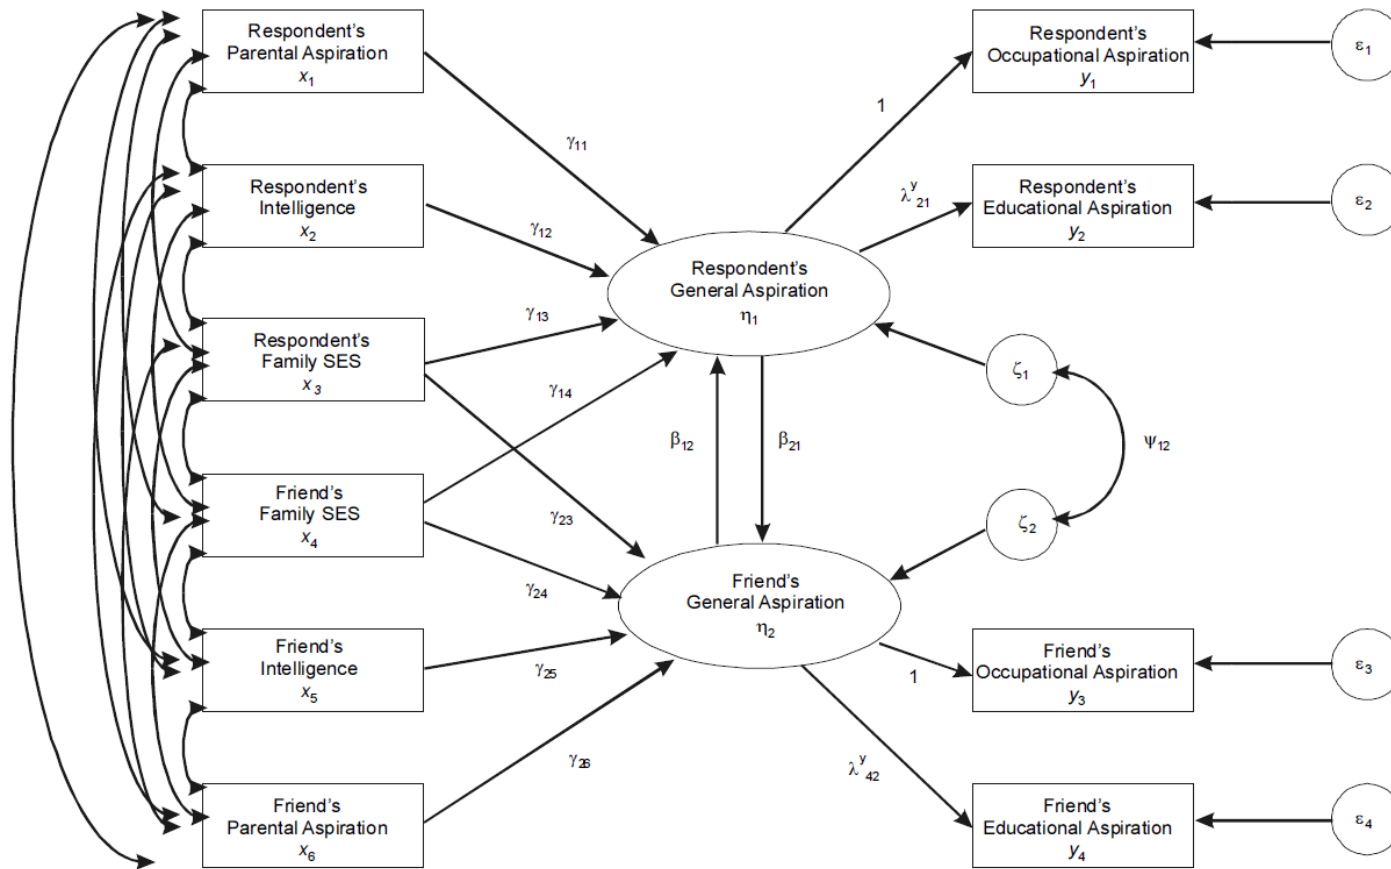 Respondent's
Parental Aspiration
x₁
Respondent's
Intelligence
x₂
Respondent's
Family SES
x₃
Friend's
Family SES
x₄
Friend's
Intelligence
x₅
Friend's
Parental Aspiration
x₆
γ₁₁
γ₁₂
γ₁₃
γ₁₄
γ₂₃
γ₂₄
γ₂₅
γ₂₆
Respondent's
General Aspiration
η₁
β₁₂
β₂₁
Friend's
General Aspiration
η₂
1
λʸ₂₁
ζ₁
ψ₁₂
ζ₂
1
λʸ₄₂
Respondent's
Occupational Aspiration
y₁
Respondent's
Educational Aspiration
y₂
Friend's
Occupational Aspiration
y₃
Friend's
Educational Aspiration
y₄
ε₁
ε₂
ε₃
ε₄